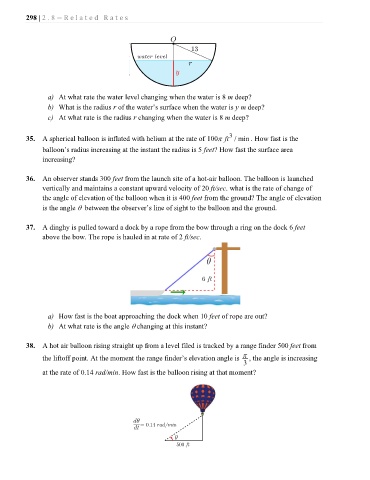 298 | 2 . 8 – R e l a t e d R a t e s
O
13
water level
r
y
a) At what rate the water level changing when the water is 8 m deep?
b) What is the radius r of the water's surface when the water is y m deep?
c) At what rate is the radius r changing when the water is 8 m deep?
35. A spherical balloon is inflated with helium at the rate of 100π ft³ / min . How fast is the
balloon's radius increasing at the instant the radius is 5 feet? How fast the surface area
increasing?
36. An observer stands 300 feet from the launch site of a hot-air balloon. The balloon is launched
vertically and maintains a constant upward velocity of 20 ft/sec. what is the rate of change of
the angle of elevation of the balloon when it is 400 feet from the ground? The angle of elevation
is the angle θ between the observer's line of sight to the balloon and the ground.
37. A dinghy is pulled toward a dock by a rope from the bow through a ring on the dock 6 feet
above the bow. The rope is hauled in at rate of 2 ft/sec.
θ
6 ft
a) How fast is the boat approaching the dock when 10 feet of rope are out?
b) At what rate is the angle θ changing at this instant?
38. A hot air balloon rising straight up from a level filed is tracked by a range finder 500 feet from
the liftoff point. At the moment the range finder's elevation angle is π/3 , the angle is increasing
at the rate of 0.14 rad/min. How fast is the balloon rising at that moment?
dθ/dt = 0.14 rad/min
θ
500 ft